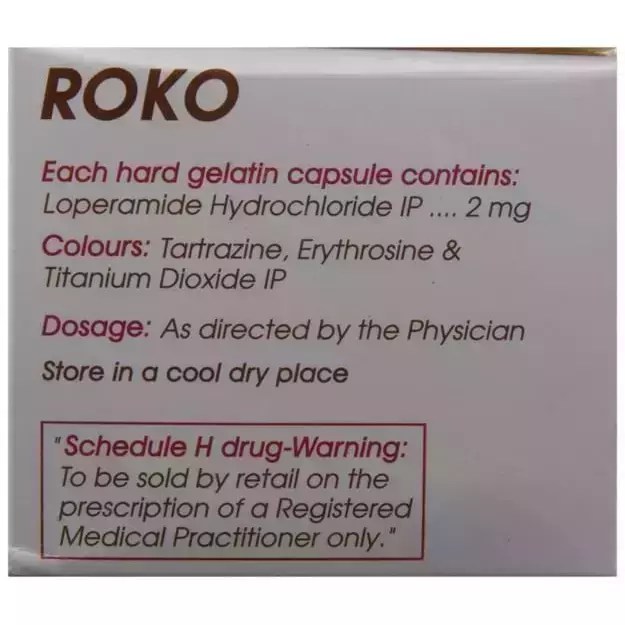 ROKO
Each hard gelatin capsule contains:
Loperamide Hydrochloride IP .... 2 mg
Colours: Tartrazine, Erythrosine &
Titanium Dioxide IP
Dosage: As directed by the Physician
Store in a cool dry place
"Schedule H drug-Warning:
To be sold by retail on the
prescription of a Registered
Medical Practitioner only."